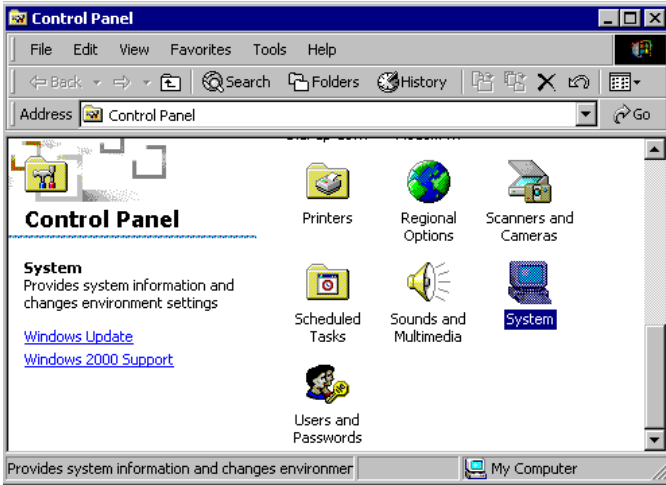 Control Panel
File Edit View Favorites Tools Help
Back Search Folders History
Address Control Panel Go
Control Panel
System
Provides system information and
changes environment settings
Windows Update
Windows 2000 Support
Printers
Regional
Options
Scanners and
Cameras
Scheduled
Tasks
Sounds and
Multimedia
System
Users and
Passwords
Provides system information and changes My Computer